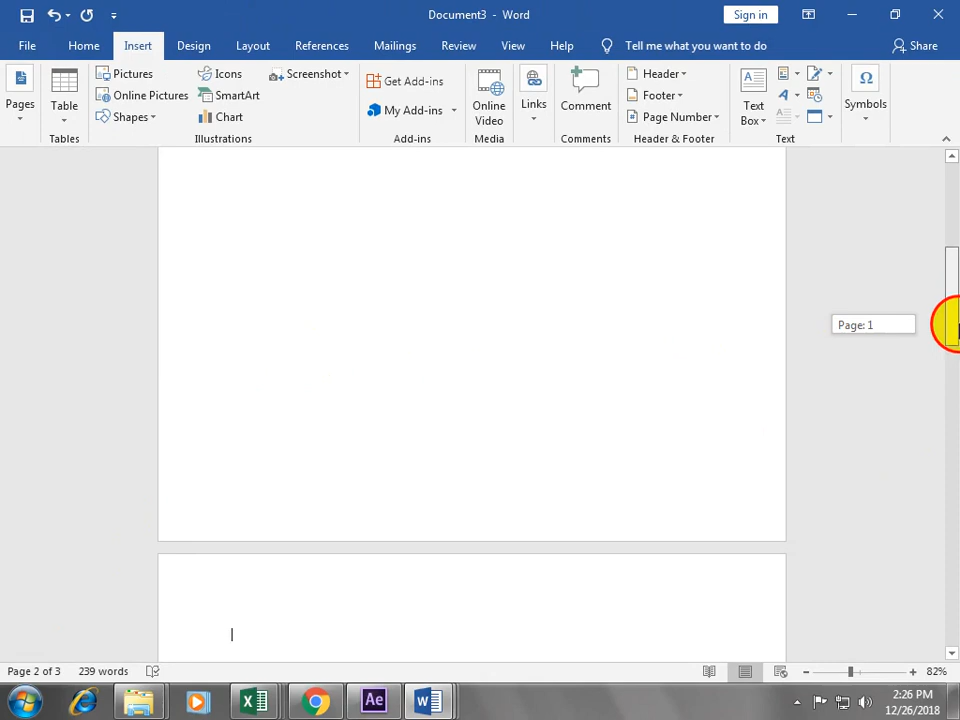 Document3 - Word
Sign in
File Home Insert Design Layout References Mailings Review View Help Tell me what you want to do Share
Pages
Table
Pictures
Online Pictures
Shapes
Icons
SmartArt
Chart
Screenshot
Get Add-ins
My Add-ins
Online Video
Links
Comment
Header
Footer
Page Number
Text Box
Symbols
Tables Illustrations Add-ins Media Comments Header & Footer Text
Page: 1
Page 2 of 3 239 words 82%
Ae
2:26 PM
12/26/2018